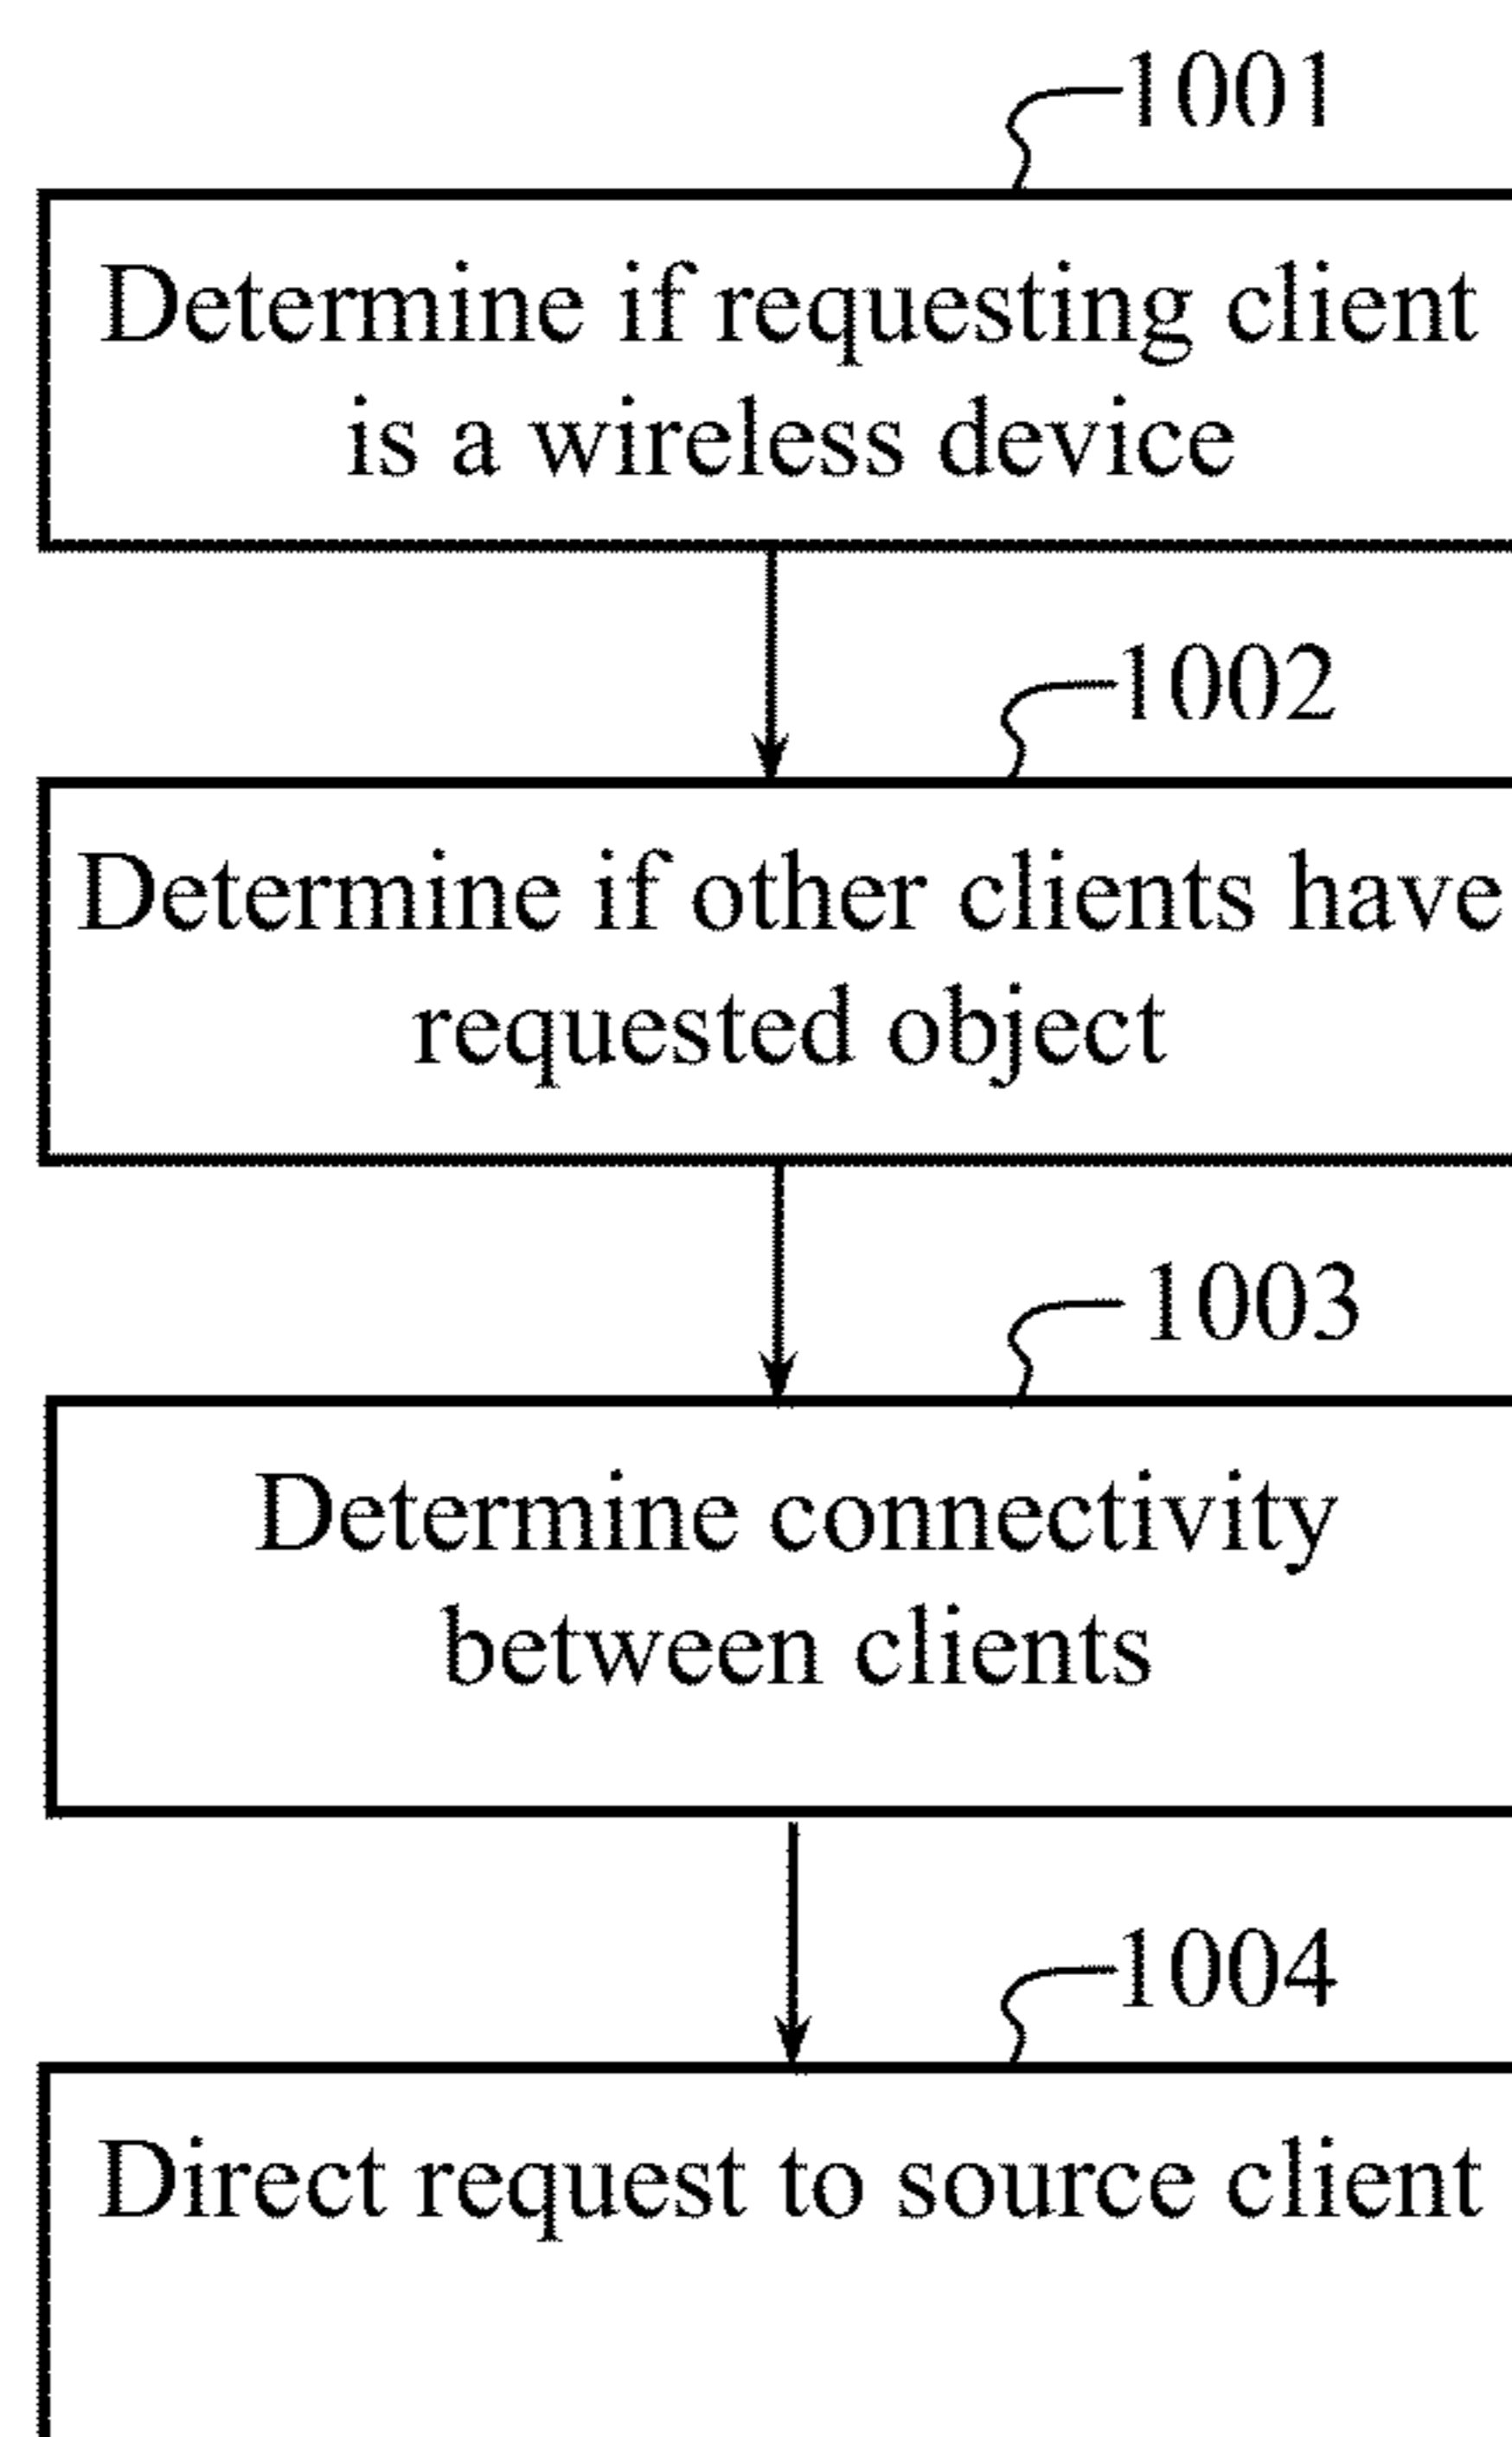 1001
Determine if requesting client
is a wireless device
1002
Determine if other clients have
requested object
1003
Determine connectivity
between clients
1004
Direct request to source client